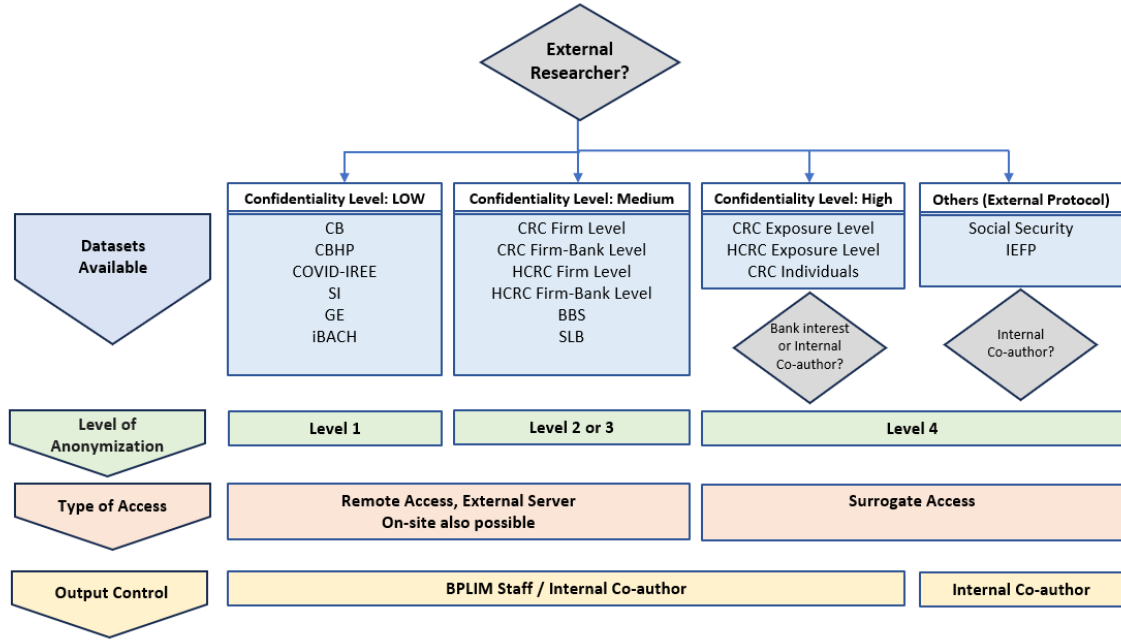 External
Researcher?
Confidentiality Level: LOW
Confidentiality Level: Medium
Confidentiality Level: High
Others (External Protocol)
Datasets
Available
CB
CBHP
COVID-IREE
SI
GE
iBACH
CRC Firm Level
CRC Firm-Bank Level
HCRC Firm Level
HCRC Firm-Bank Level
BBS
SLB
CRC Exposure Level
HCRC Exposure Level
CRC Individuals
Bank interest
or Internal
Co-author?
Social Security
IEFP
Internal
Co-author?
Level of
Anonymization
Level 1
Level 2 or 3
Level 4
Type of Access
Remote Access, External Server
On-site also possible
Surrogate Access
Output Control
BPLIM Staff / Internal Co-author
Internal Co-author